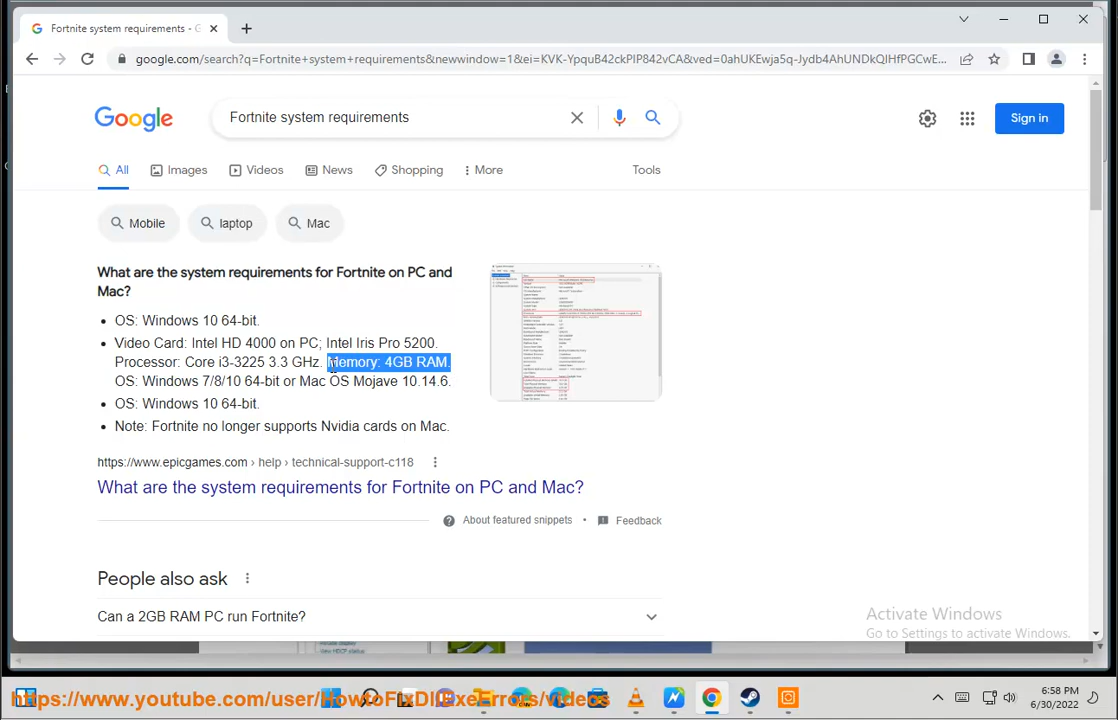 Fortnite system requirements - G
google.com/search?q=Fortnite+system+requirements&newwindow=1&ei=KVK-YpquB42ckPIP842vCA&ved=0ahUKEwja5q-Jydb4AhUNDkQIHfPGCwE...
Google
Fortnite system requirements
Sign in
All
Images
Videos
News
Shopping
More
Tools
Mobile
laptop
Mac
What are the system requirements for Fortnite on PC and
Mac?
• OS: Windows 10 64-bit.
• Video Card: Intel HD 4000 on PC; Intel Iris Pro 5200.
Processor: Core i3-3225 3.3 GHz. Memory: 4GB RAM.
OS: Windows 7/8/10 64-bit or Mac OS Mojave 10.14.6.
• OS: Windows 10 64-bit.
• Note: Fortnite no longer supports Nvidia cards on Mac.
https://www.epicgames.com › help › technical-support-c118
What are the system requirements for Fortnite on PC and Mac?
About featured snippets
•
Feedback
People also ask
Can a 2GB RAM PC run Fortnite?
Activate Windows
Go to Settings to activate Windows.
View HDCP status
https://www.youtube.com/user/HowtoFixDllExeErrors/videos
6:58 PM
6/30/2022